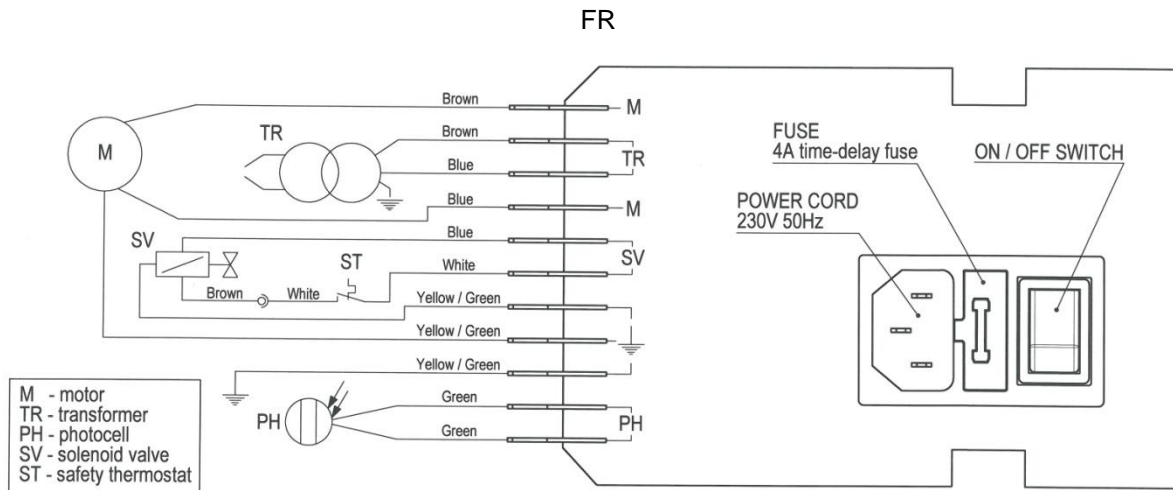 FR
Brown
M
Brown
TR
Blue
TR
M
Blue
M
Blue
SV
ST
White
SV
Brown
White
Yellow / Green
Yellow / Green
Yellow / Green
Green
PH
Green
PH
M - motor
TR - transformer
PH - photocell
SV - solenoid valve
ST - safety thermostat
FUSE
4A time-delay fuse
ON / OFF SWITCH
POWER CORD
230V 50Hz